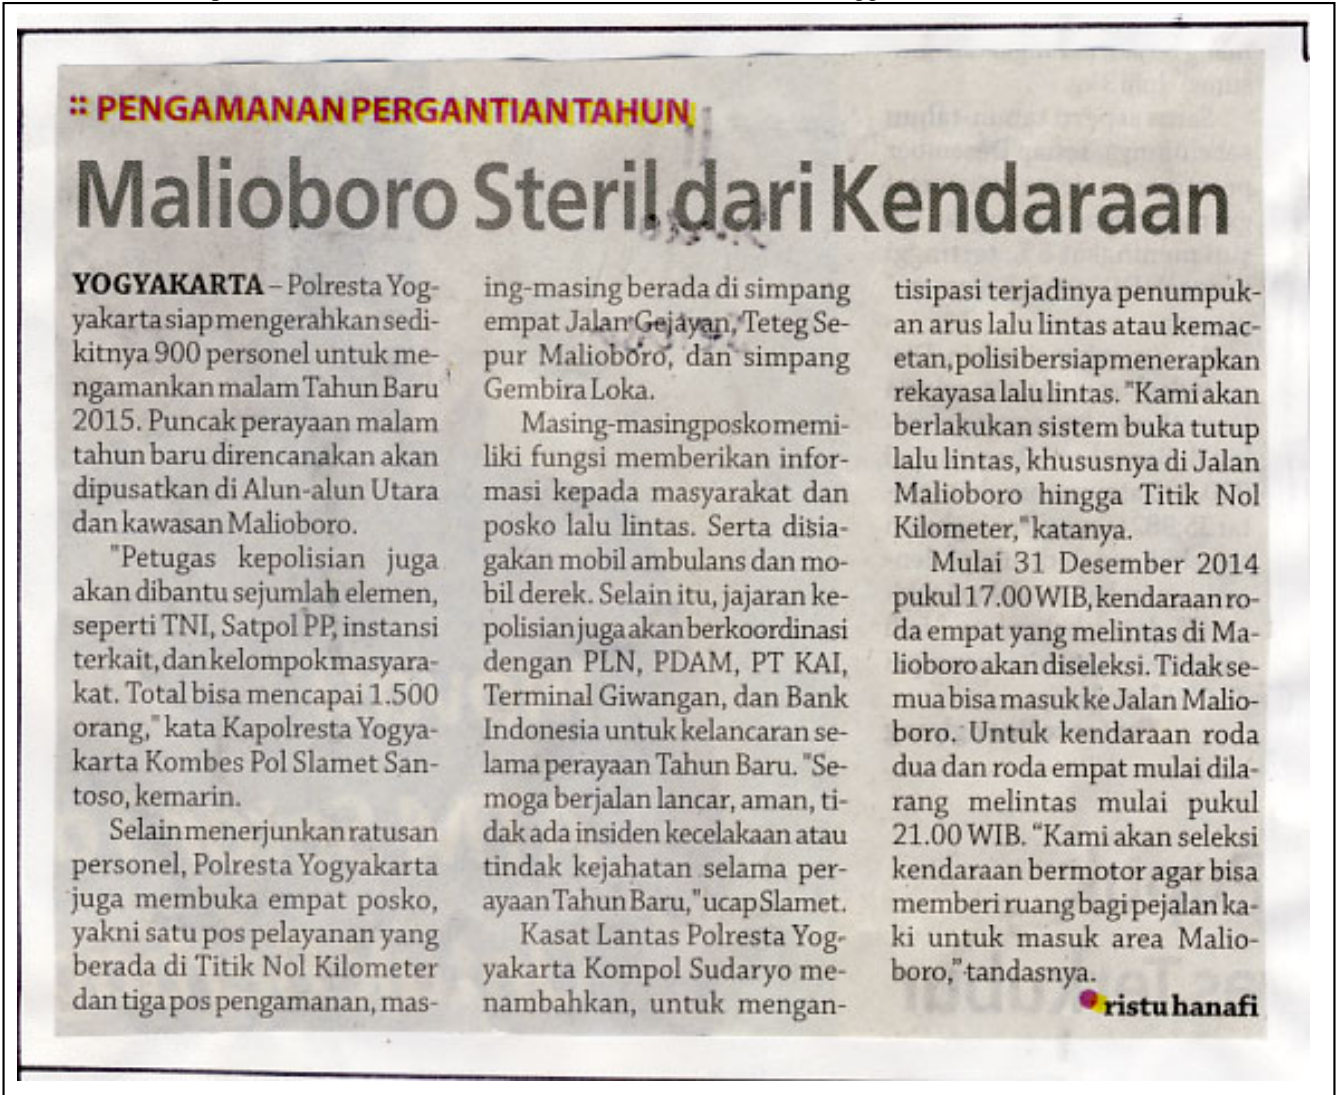 :: PENGAMANAN PERGANTIAN TAHUN
Malioboro Steril dari Kendaraan
YOGYAKARTA – Polresta Yog-
yakarta siap mengerahkan sedi-
kitnya 900 personel untuk me-
ngamankan malam Tahun Baru
2015. Puncak perayaan malam
tahun baru direncanakan akan
dipusatkan di Alun-alun Utara
dan kawasan Malioboro.
"Petugas kepolisian juga
akan dibantu sejumlah elemen,
seperti TNI, Satpol PP, instansi
terkait, dan kelompok masyara-
kat. Total bisa mencapai 1.500
orang," kata Kapolresta Yogya-
karta Kombes Pol Slamet San-
toso, kemarin.
Selain menerjunkan ratusan
personel, Polresta Yogyakarta
juga membuka empat posko,
yakni satu pos pelayanan yang
berada di Titik Nol Kilometer
dan tiga pos pengamanan, mas-
ing-masing berada di simpang
empat Jalan Gejayan, Teteg Se-
pur Malioboro, dan simpang
Gembira Loka.
Masing-masing posko memi-
liki fungsi memberikan infor-
masi kepada masyarakat dan
posko lalu lintas. Serta disia-
gakan mobil ambulans dan mo-
bil derek. Selain itu, jajaran ke-
polisian juga akan berkoordinasi
dengan PLN, PDAM, PT KAI,
Terminal Giwangan, dan Bank
Indonesia untuk kelancaran se-
lama perayaan Tahun Baru. "Se-
moga berjalan lancar, aman, ti-
dak ada insiden kecelakaan atau
tindak kejahatan selama per-
ayaan Tahun Baru," ucap Slamet.
Kasat Lantas Polresta Yog-
yakarta Kompol Sudaryo me-
nambahkan, untuk mengan-
tisipasi terjadinya penumpuk-
an arus lalu lintas atau kemac-
etan, polisi bersiap menerapkan
rekayasa lalu lintas. "Kami akan
berlakukan sistem buka tutup
lalu lintas, khususnya di Jalan
Malioboro hingga Titik Nol
Kilometer," katanya.
Mulai 31 Desember 2014
pukul 17.00 WIB, kendaraan ro-
da empat yang melintas di Ma-
lioboro akan diseleksi. Tidak se-
mua bisa masuk ke Jalan Malio-
boro. Untuk kendaraan roda
dua dan roda empat mulai dila-
rang melintas mulai pukul
21.00 WIB. "Kami akan seleksi
kendaraan bermotor agar bisa
memberi ruang bagi pejalan ka-
ki untuk masuk area Malio-
boro," tandasnya.
ristu hanafi